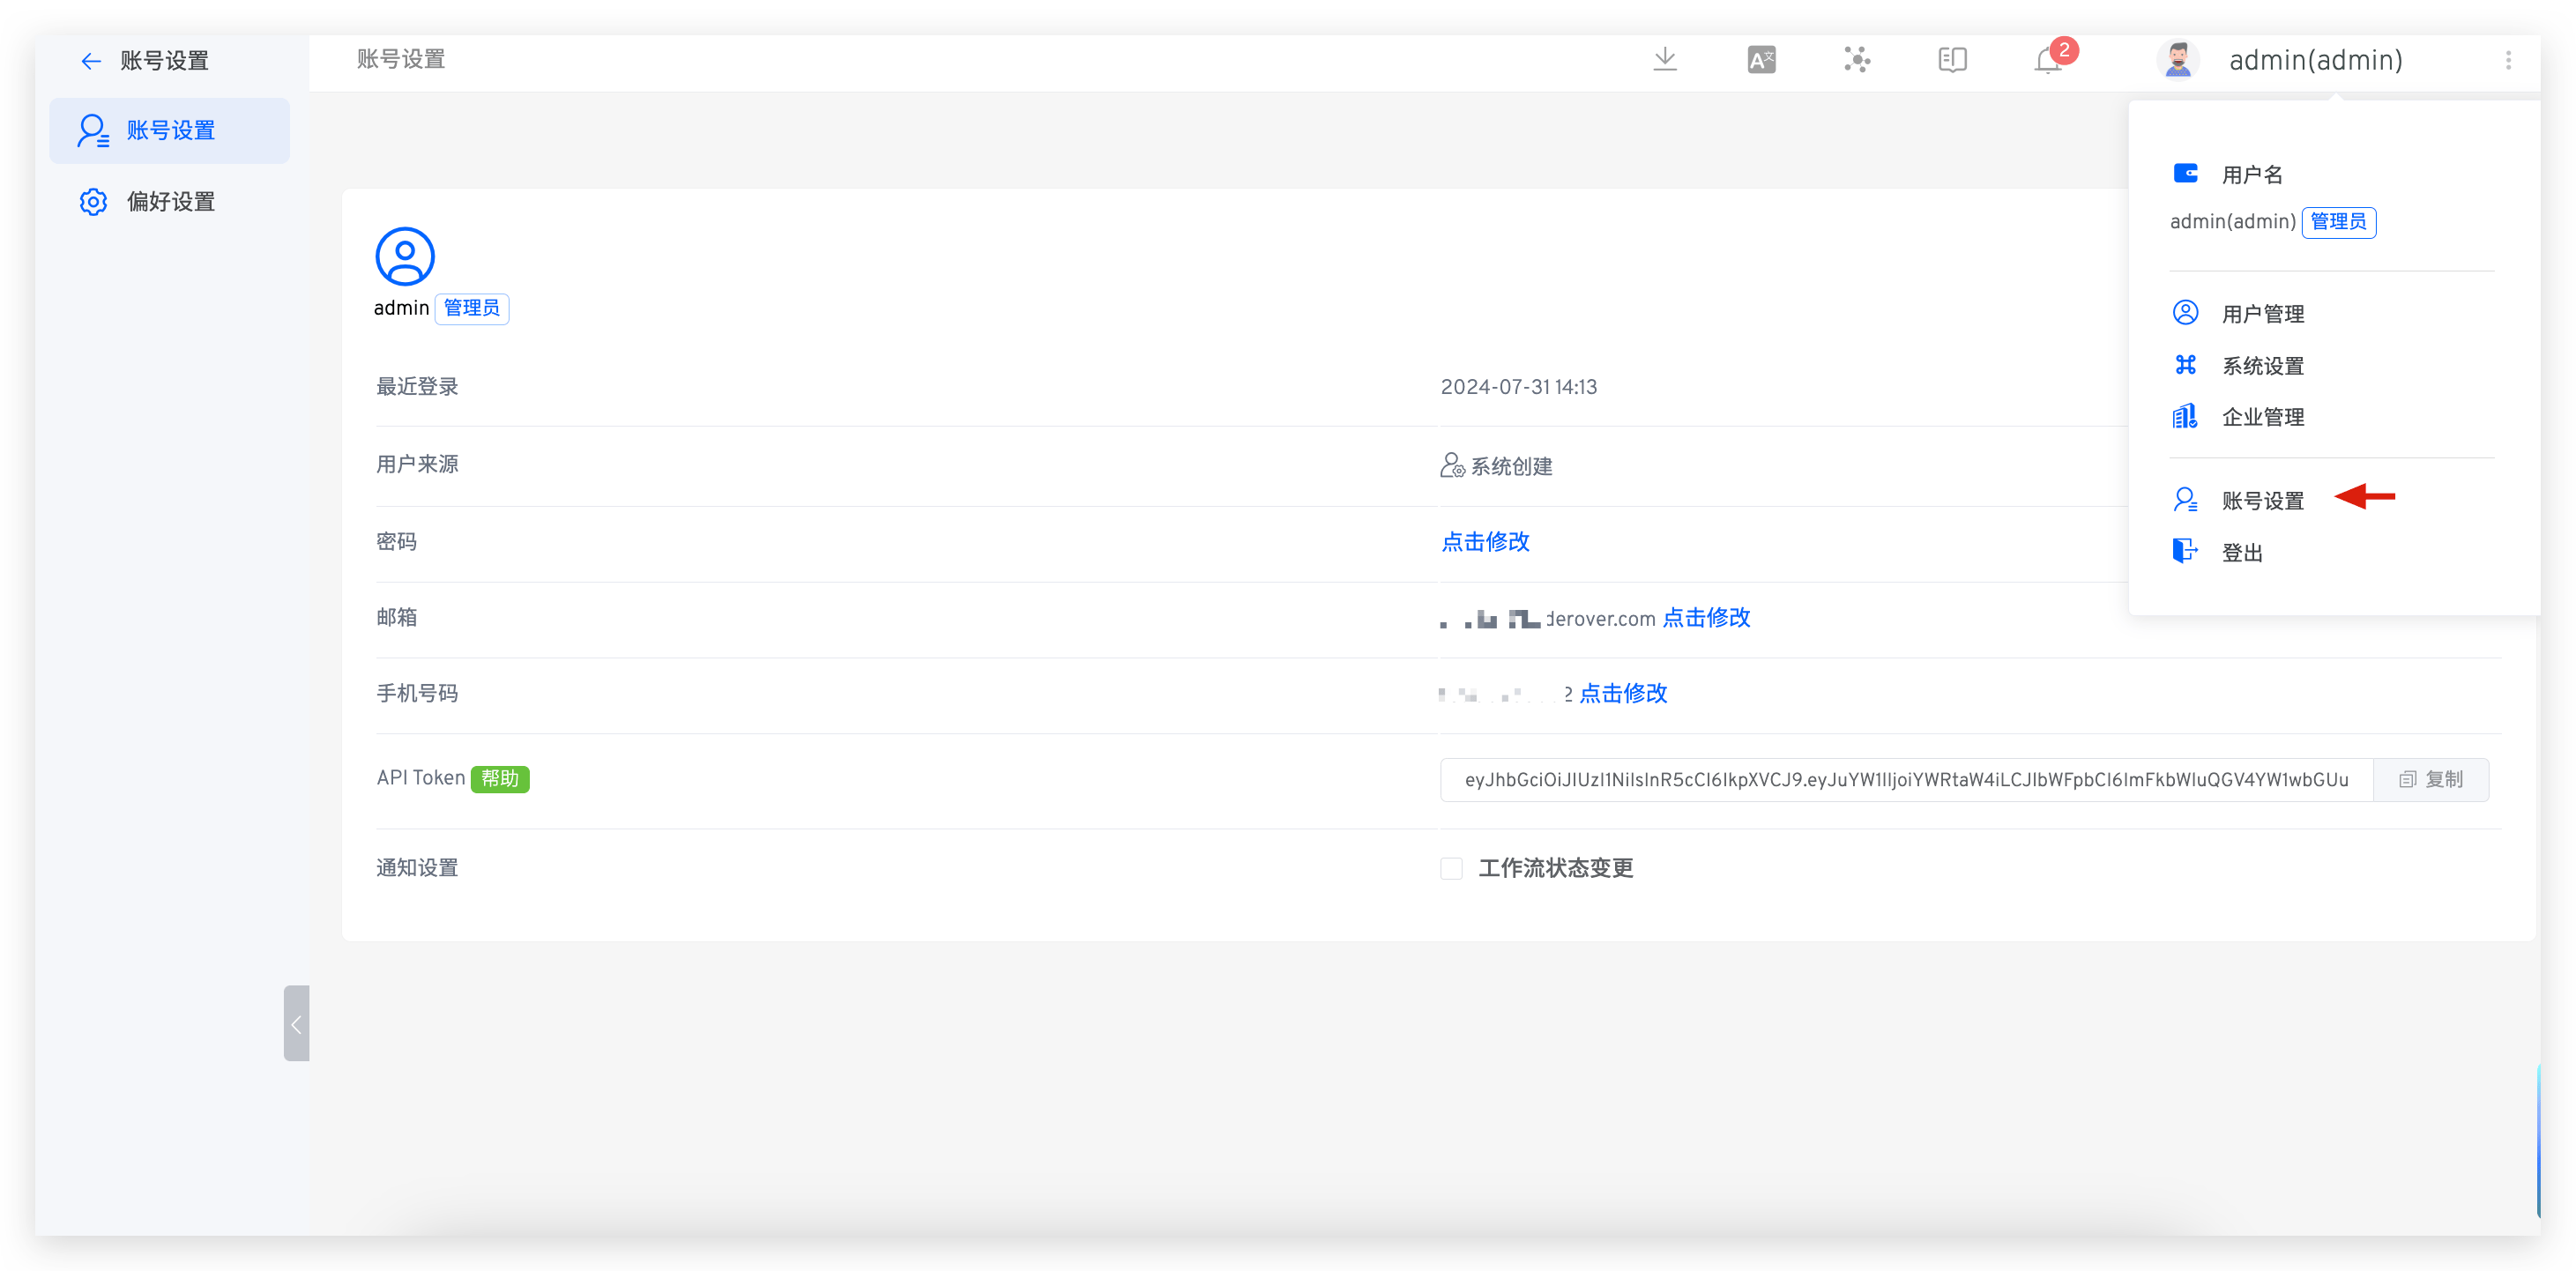 账号设置
账号设置
2
admin(admin)
账号设置
偏好设置
用户名
admin(admin) 管理员
用户管理
系统设置
企业管理
账号设置
登出
admin 管理员
最近登录 2024-07-31 14:13
用户来源 系统创建
密码 点击修改
邮箱 derover.com 点击修改
手机号码 2 点击修改
API Token 帮助 eyJhbGciOiJIUzI1NiIsInR5cCI6IkpXVCJ9.eyJuYW1lIjoiYWRtaW4iLCJlbWFpbCI6ImFkbWluQGV4YW1wbGUu 复制
通知设置 工作流状态变更